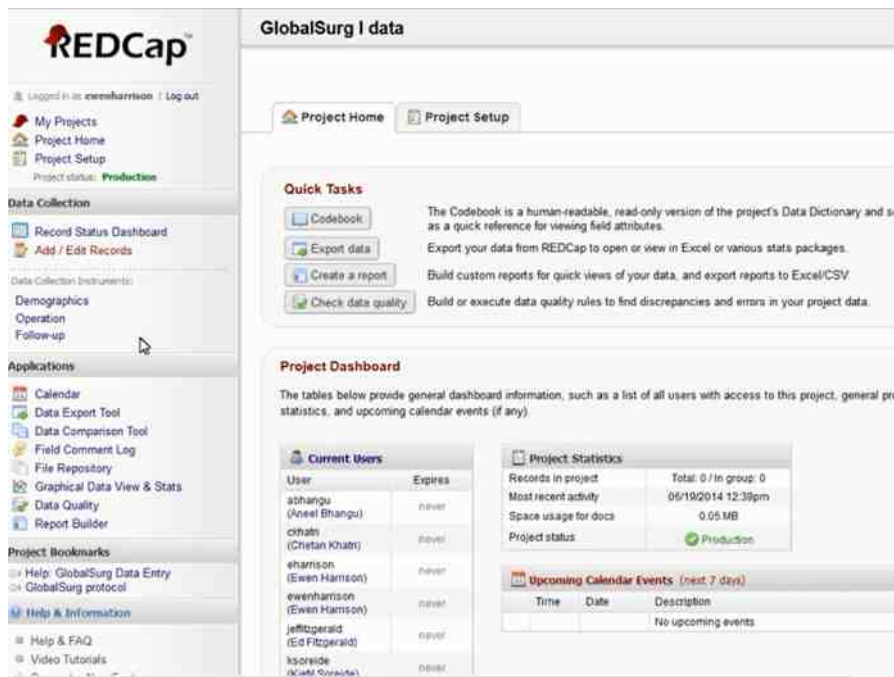 REDCap
Logged in as ewenharrison | Log out
My Projects
Project Home
Project Setup
Project status: Production
Data Collection
Record Status Dashboard
Add / Edit Records
Data Collection Instruments:
Demographics
Operation
Follow-up
Applications
Calendar
Data Export Tool
Data Comparison Tool
Field Comment Log
File Repository
Graphical Data View & Stats
Data Quality
Report Builder
Project Bookmarks
Help: GlobalSurg Data Entry
GlobalSurg protocol
Help & Information
Help & FAQ
Video Tutorials
GlobalSurg I data
Project Home
Project Setup
Quick Tasks
Codebook
The Codebook is a human-readable, read-only version of the project's Data Dictionary and
as a quick reference for viewing field attributes.
Export data
Export your data from REDCap to open or view in Excel or various stats packages.
Create a report
Build custom reports for quick views of your data, and export reports to Excel/CSV.
Check data quality
Build or execute data quality rules to find discrepancies and errors in your project data.
Project Dashboard
The tables below provide general dashboard information, such as a list of all users with access to this project, general
statistics, and upcoming calendar events (if any).
Current Users
User Expires
abhangu
(Aneel Bhangu) never
ckhatri
(Chetan Khatri) never
eharrison
(Ewen Harrison) never
ewenharrison
(Ewen Harrison) never
jeffitzgerald
(Ed Fitzgerald) never
ksoreide
(Kjetil Soreide) never
Project Statistics
Records in project Total: 0 / In group: 0
Most recent activity 06/19/2014 12:39pm
Space usage for docs 0.05 MB
Project status Production
Upcoming Calendar Events (next 7 days)
Time Date Description
No upcoming events